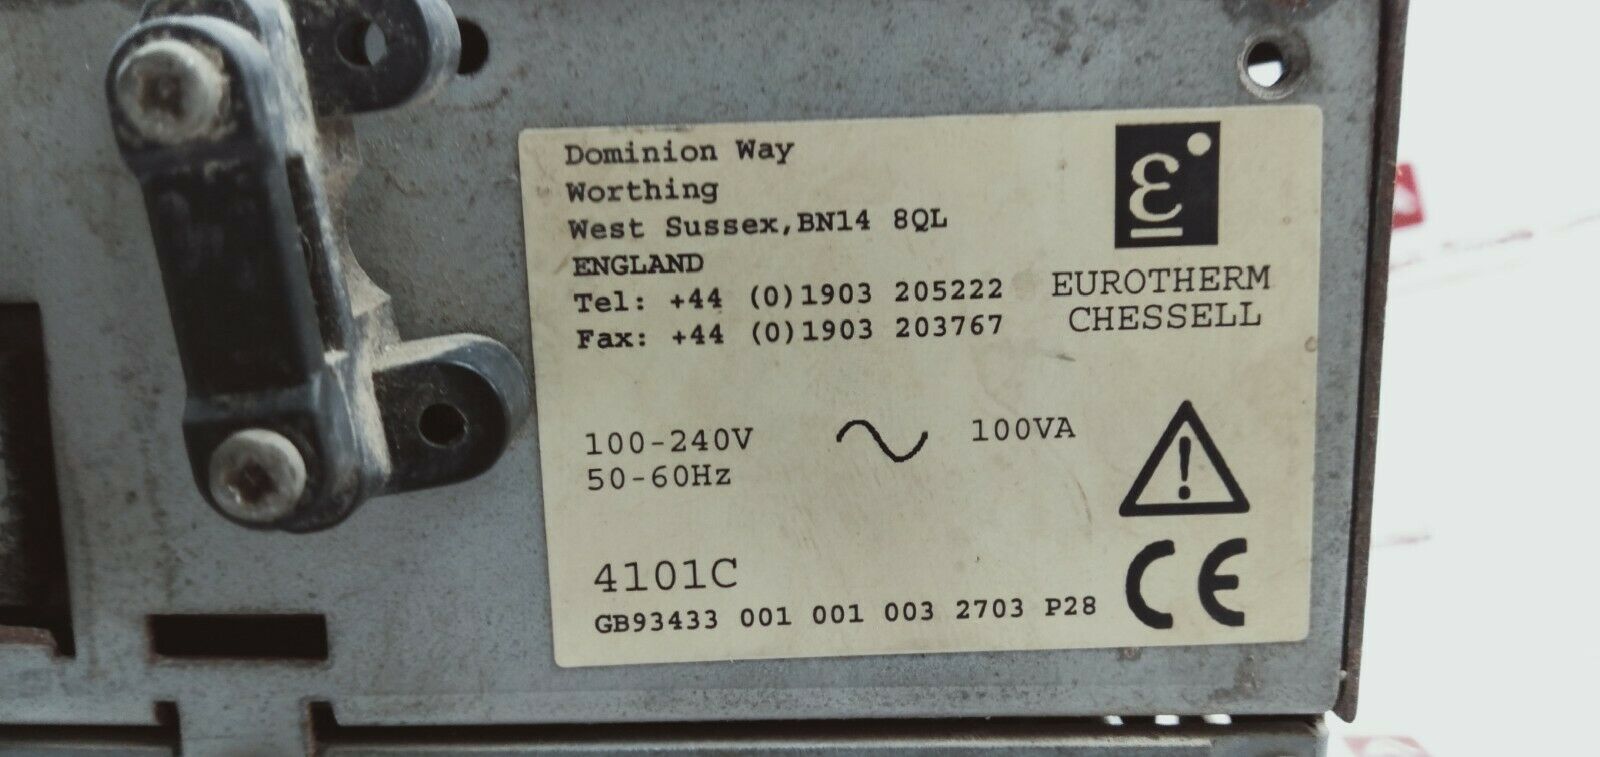 Dominion Way
Worthing
West Sussex,BN14 8QL
ENGLAND
Tel: +44 (0)1903 205222
Fax: +44 (0)1903 203767
EUROTHERM
CHESSELL
100-240V
50-60Hz
100VA
4101C
GB93433 001 001 003 2703 P28
CE